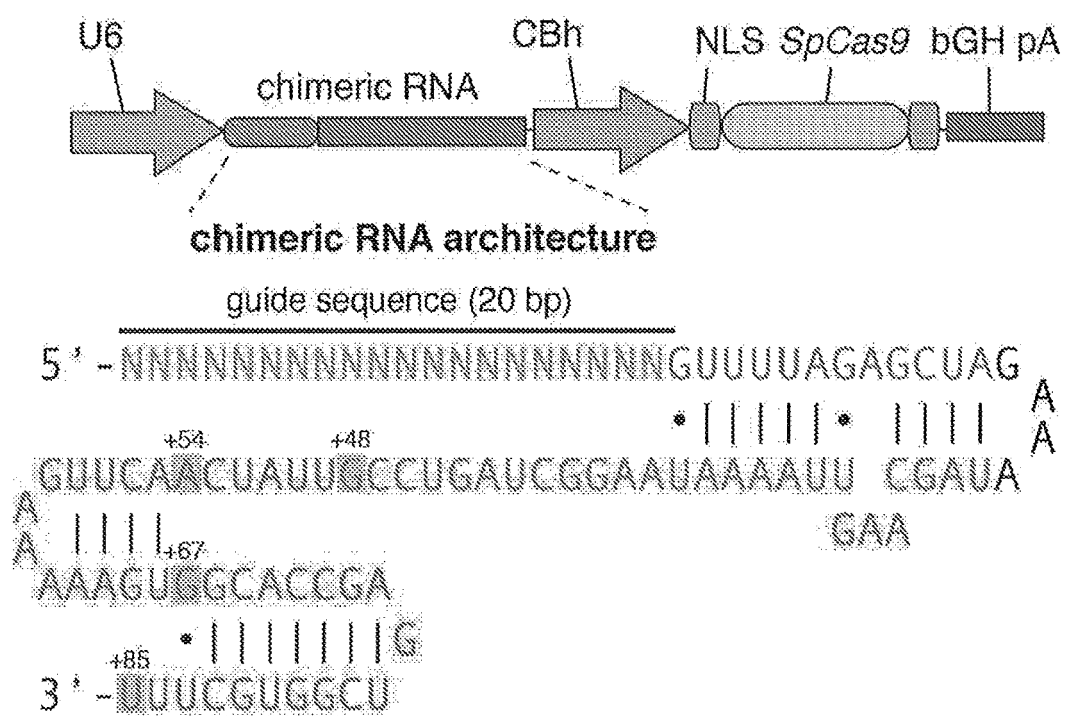 U6
CBh
NLS SpCas9 bGH pA
chimeric RNA
chimeric RNA architecture
guide sequence (20 bp)
5'-NNNNNNNNNNNNNNNNNNNNGUUUUAGAGCUAG
A
A
+54 +48
GUUCAACUAUUGCCUGAUCGGAAUAAAAUU CGAUA
A
A
GAA
+67
AAAGUGGCACCGA
G
+85
3'-UUUCGUGGCU